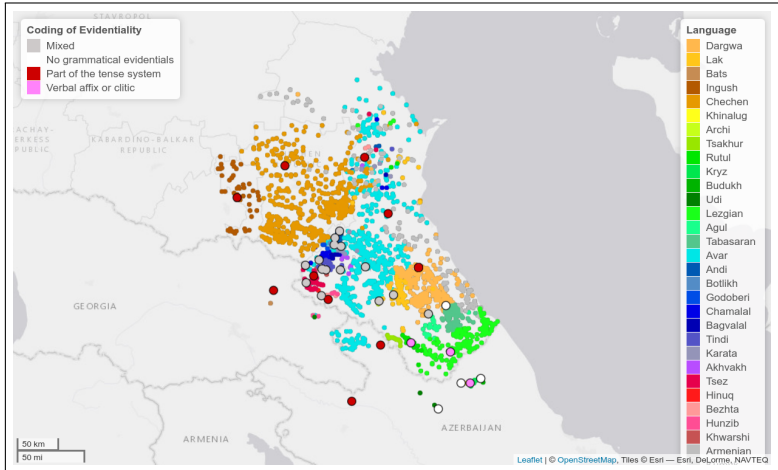 STAVROPOL
Coding of Evidentiality
Mixed
No grammatical evidentials
Part of the tense system
Verbal affix or clitic
KABARDINO-BALKAR
REPUBLIC
GEORGIA
ARMENIA
AZERBAIJAN
Language
Dargwa
Lak
Bats
Ingush
Chechen
Khinalug
Archi
Tsakhur
Rutul
Kryz
Budukh
Udi
Lezgian
Agul
Tabasaran
Avar
Andi
Botlikh
Godoberi
Chamalal
Bagvalal
Tindi
Karata
Akhvakh
Tsez
Hinuq
Bezhta
Hunzib
Khwarshi
Armenian
50 km
50 mi
Leaflet | © OpenStreetMap, Tiles © Esri — Esri, DeLorme, NAVTEQ